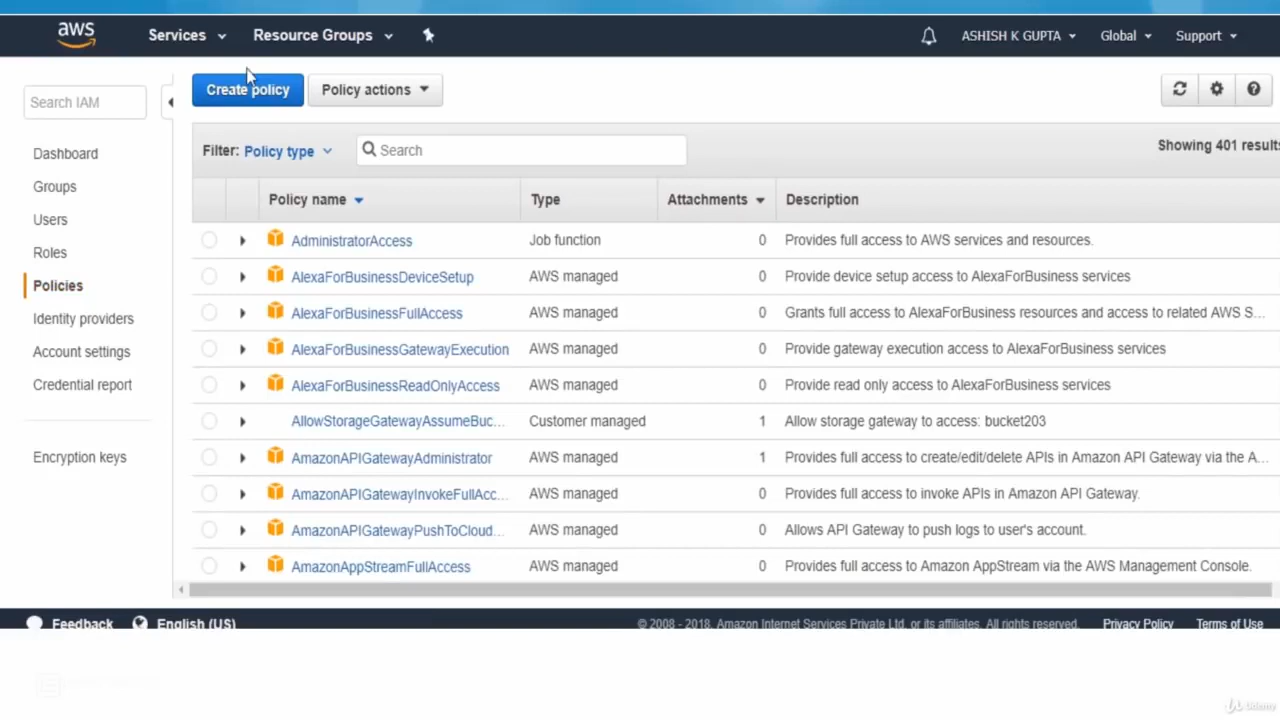 aws Services Resource Groups ASHISH K GUPTA Global Support
Search IAM
Create policy Policy actions
Filter: Policy type Search Showing 401 results
Dashboard
Groups
Users
Roles
Policies
Identity providers
Account settings
Credential report
Encryption keys
Policy name Type Attachments Description
AdministratorAccess Job function 0 Provides full access to AWS services and resources.
AlexaForBusinessDeviceSetup AWS managed 0 Provide device setup access to AlexaForBusiness services
AlexaForBusinessFullAccess AWS managed 0 Grants full access to AlexaForBusiness resources and access to related AWS S...
AlexaForBusinessGatewayExecution AWS managed 0 Provide gateway execution access to AlexaForBusiness services
AlexaForBusinessReadOnlyAccess AWS managed 0 Provide read only access to AlexaForBusiness services
AllowStorageGatewayAssumeBuc... Customer managed 1 Allow storage gateway to access: bucket203
AmazonAPIGatewayAdministrator AWS managed 1 Provides full access to create/edit/delete APIs in Amazon API Gateway via the A...
AmazonAPIGatewayInvokeFullAcc... AWS managed 0 Provides full access to invoke APIs in Amazon API Gateway.
AmazonAPIGatewayPushToCloud... AWS managed 0 Allows API Gateway to push logs to user's account.
AmazonAppStreamFullAccess AWS managed 0 Provides full access to Amazon AppStream via the AWS Management Console.
Feedback English (US) © 2008 - 2018, Amazon Internet Services Private Ltd. or its affiliates. All rights reserved. Privacy Policy Terms of Use
Udemy